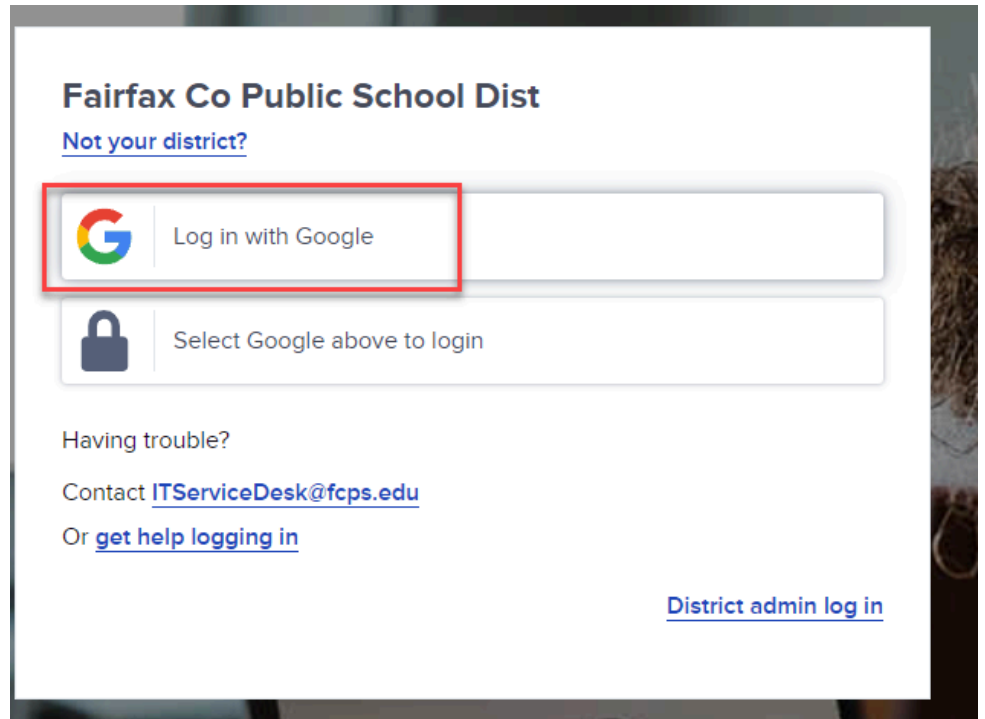 Fairfax Co Public School Dist
Not your district?
Log in with Google
Select Google above to login
Having trouble?
Contact ITServiceDesk@fcps.edu
Or get help logging in
District admin log in